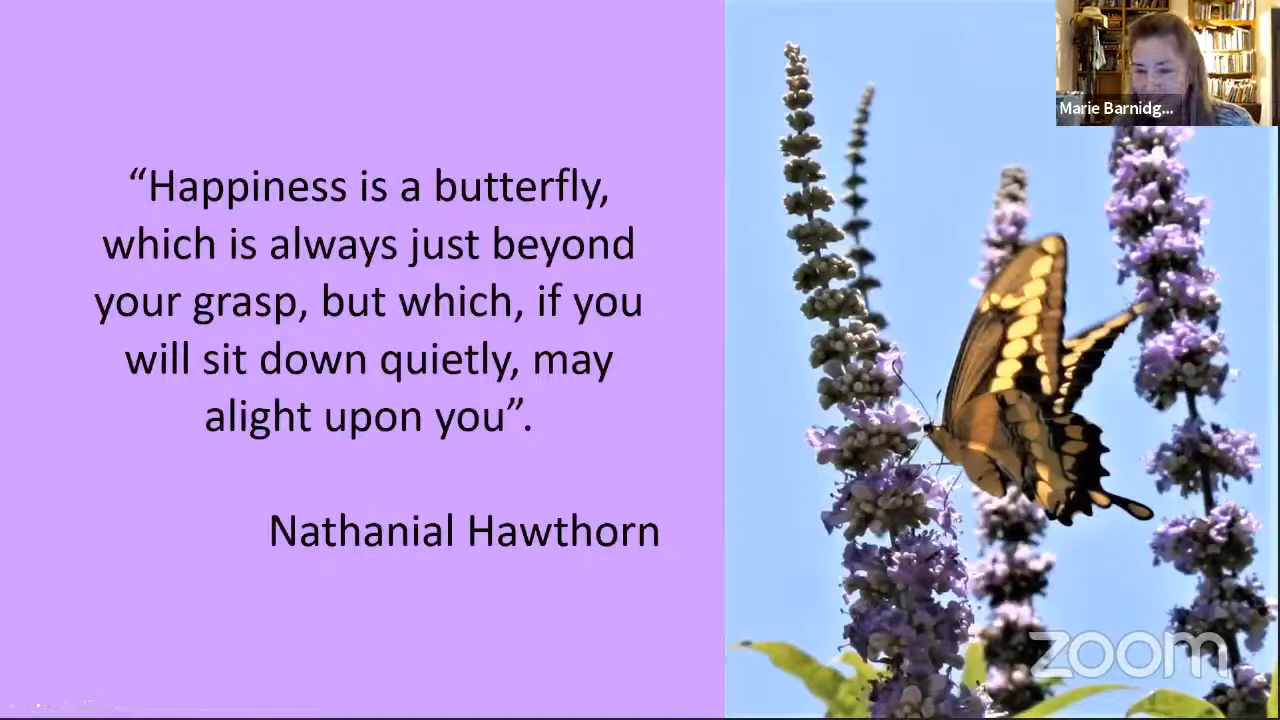 “Happiness is a butterfly,
which is always just beyond
your grasp, but which, if you
will sit down quietly, may
alight upon you”.
Nathanial Hawthorn
Marie Barnidg...
zoom